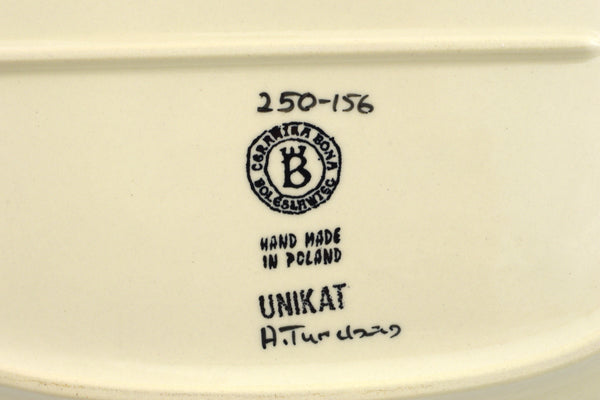 250-156
CERAMIKA BONA
B
BOLESŁAWIEC
HAND MADE
IN POLAND
UNIKAT